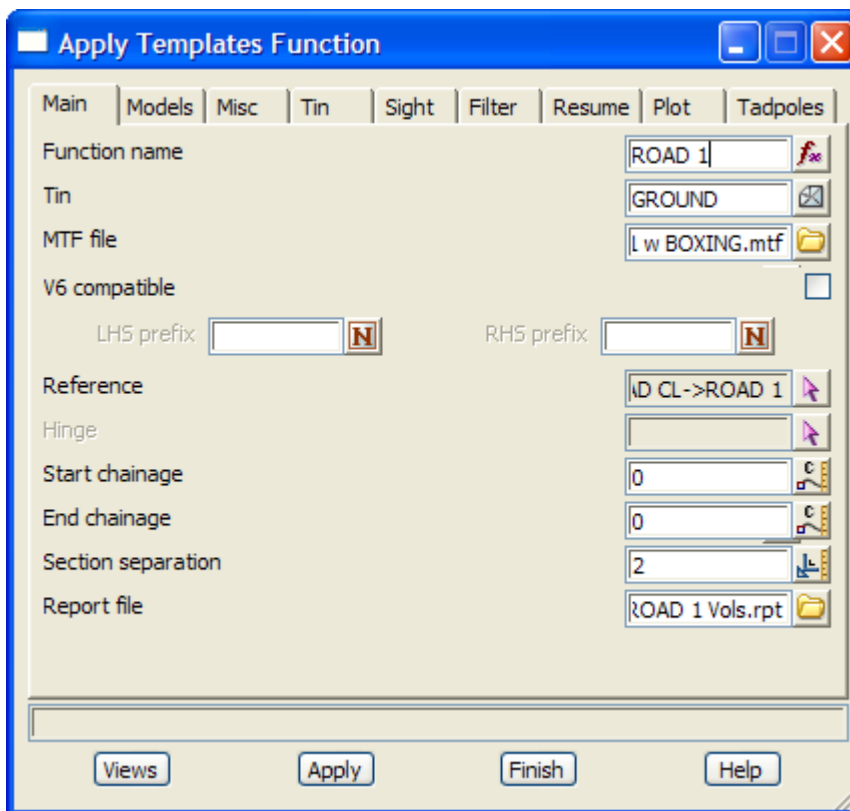 Apply Templates Function
Main Models Misc Tin Sight Filter Resume Plot Tadpoles
Function name ROAD 1
Tin GROUND
MTF file w BOXING.mtf
V6 compatible
LHS prefix N RHS prefix N
Reference CL->ROAD 1
Hinge
Start chainage 0
End chainage 0
Section separation 2
Report file ROAD 1 Vols.rpt
Views Apply Finish Help